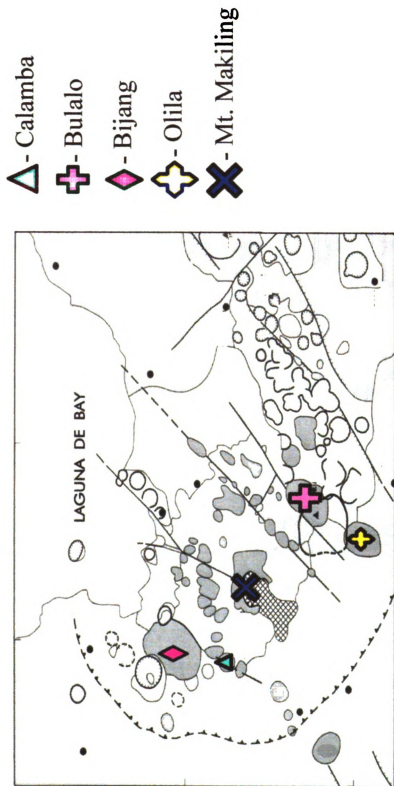 LAGUNA DE BAY
- Calamba
- Bulalo
- Bijang
- Olila
- Mt. Makiling